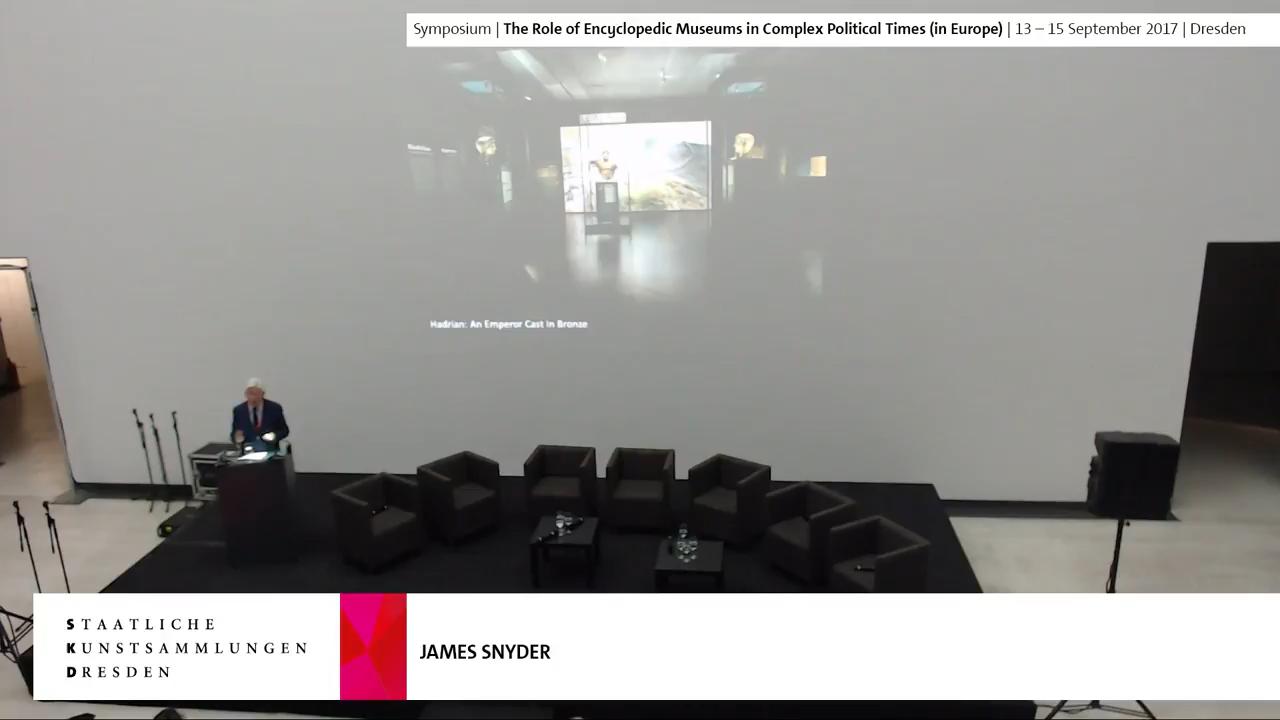 Symposium | The Role of Encyclopedic Museums in Complex Political Times (in Europe) | 13 – 15 September 2017 | Dresden
Hadrian: An Emperor Cast in Bronze
STAATLICHE
KUNSTSAMMLUNGEN
DRESDEN
JAMES SNYDER